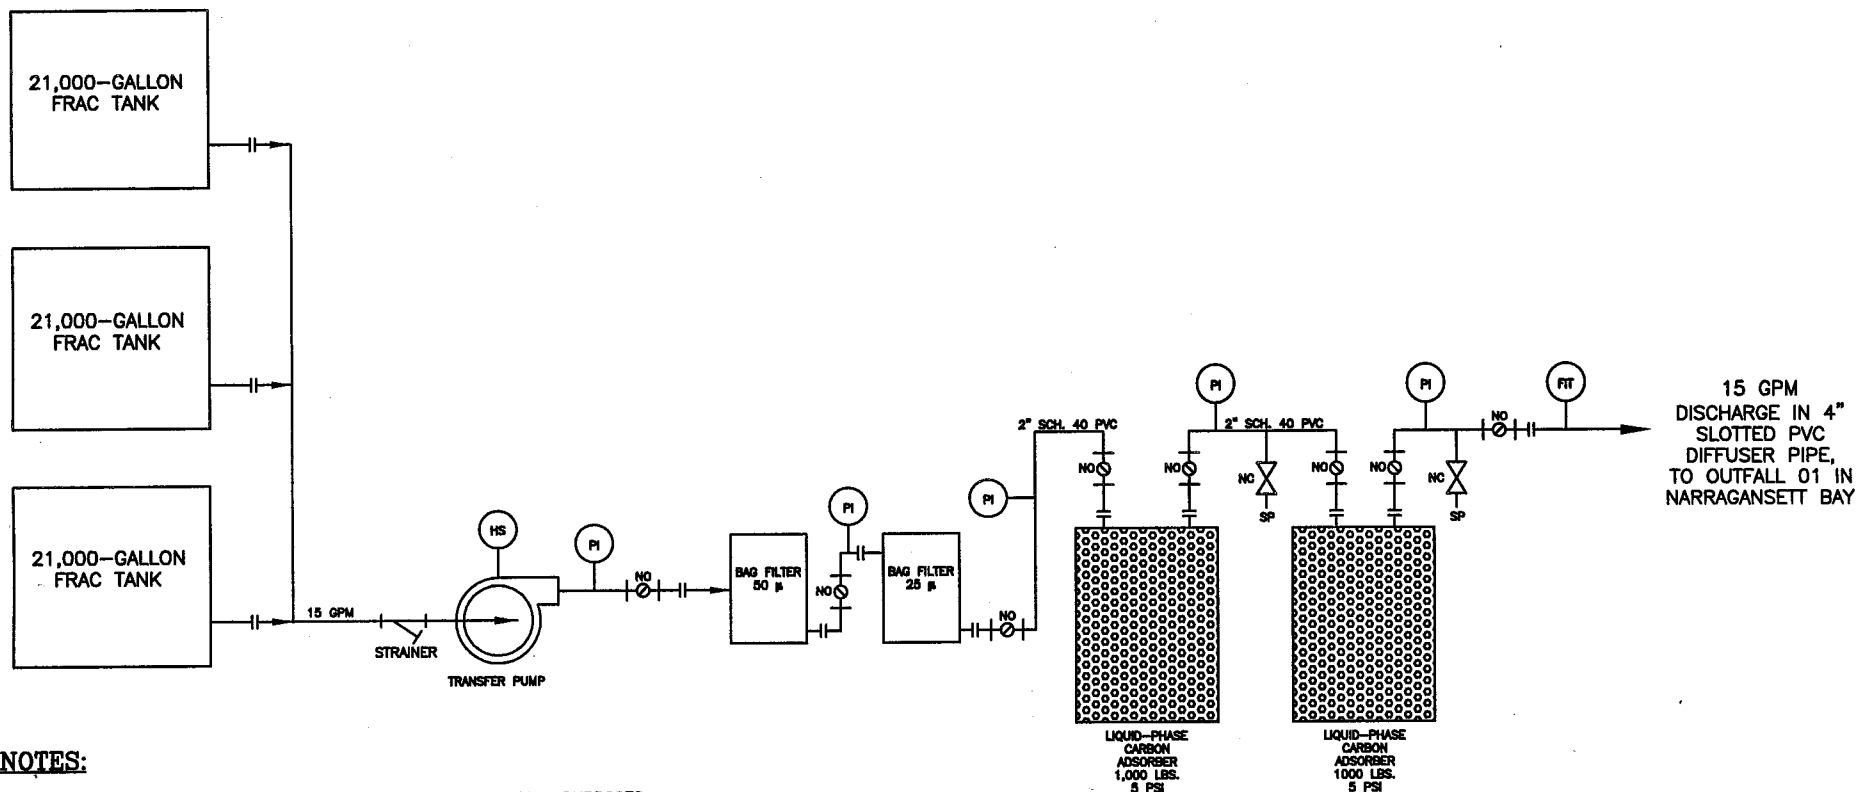 21,000-GALLON
FRAC TANK
21,000-GALLON
FRAC TANK
21,000-GALLON
FRAC TANK
15 GPM
STRAINER
HS
TRANSFER PUMP
PI
NO
BAG FILTER
50 µ
NO
PI
BAG FILTER
25 µ
NO
PI
2" SCH. 40 PVC
NO
NO
PI
2" SCH. 40 PVC
NC
SP
NO
NO
PI
NC
SP
NO
FIT
LIQUID-PHASE
CARBON
ADSORBER
1,000 LBS.
5 PSI
LIQUID-PHASE
CARBON
ADSORBER
1000 LBS.
5 PSI
15 GPM
DISCHARGE IN 4"
SLOTTED PVC
DIFFUSER PIPE,
TO OUTFALL 01 IN
NARRAGANSETT BAY
NOTES: